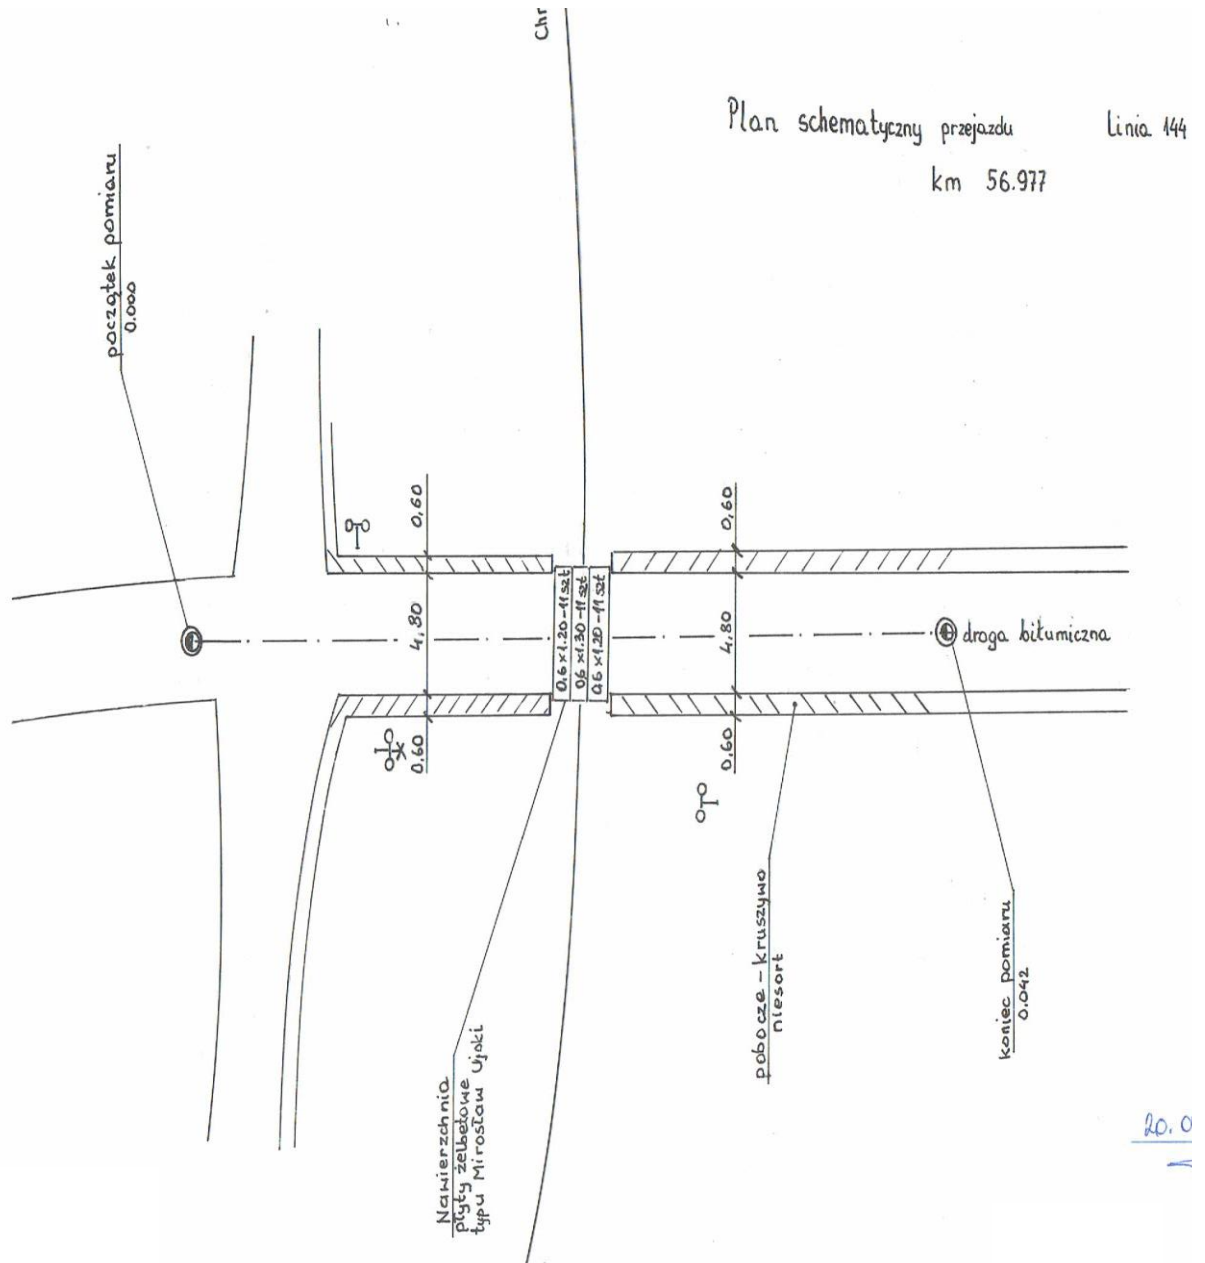 Chr
Plan schematyczny przejazdu Linia 144
km 56.977
początek pomiaru
0.000
0,60
4,80
0.60
0,60
4,80
0.60
0,6 x 1.20 - 11 szt
0,6 x 1.30 - 11 szt
0,6 x 1.20 - 11 szt
droga bitumiczna
Nawierzchnia
płyty żelbetowe
typu Mirosław Ujski
pobocze - kruszywo
niesort
koniec pomiaru
0.042
20.0